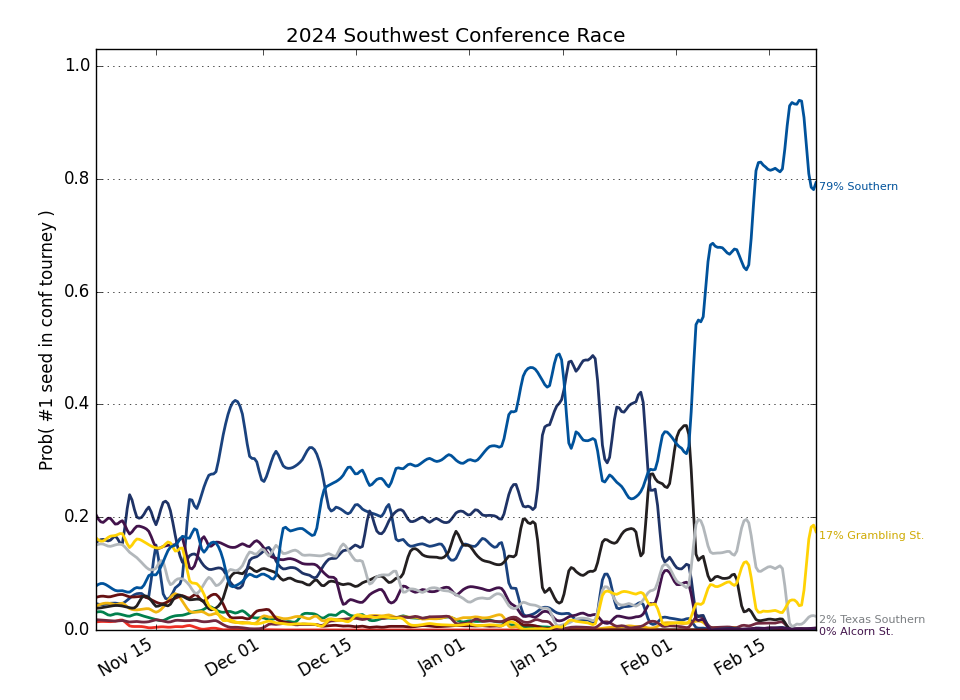 2024 Southwest Conference Race
Prob( #1 seed in conf tourney )
1.0
0.8
0.6
0.4
0.2
0.0
79% Southern
17% Grambling St.
2% Texas Southern
0% Alcorn St.
Nov 15
Dec 01
Dec 15
Jan 01
Jan 15
Feb 01
Feb 15